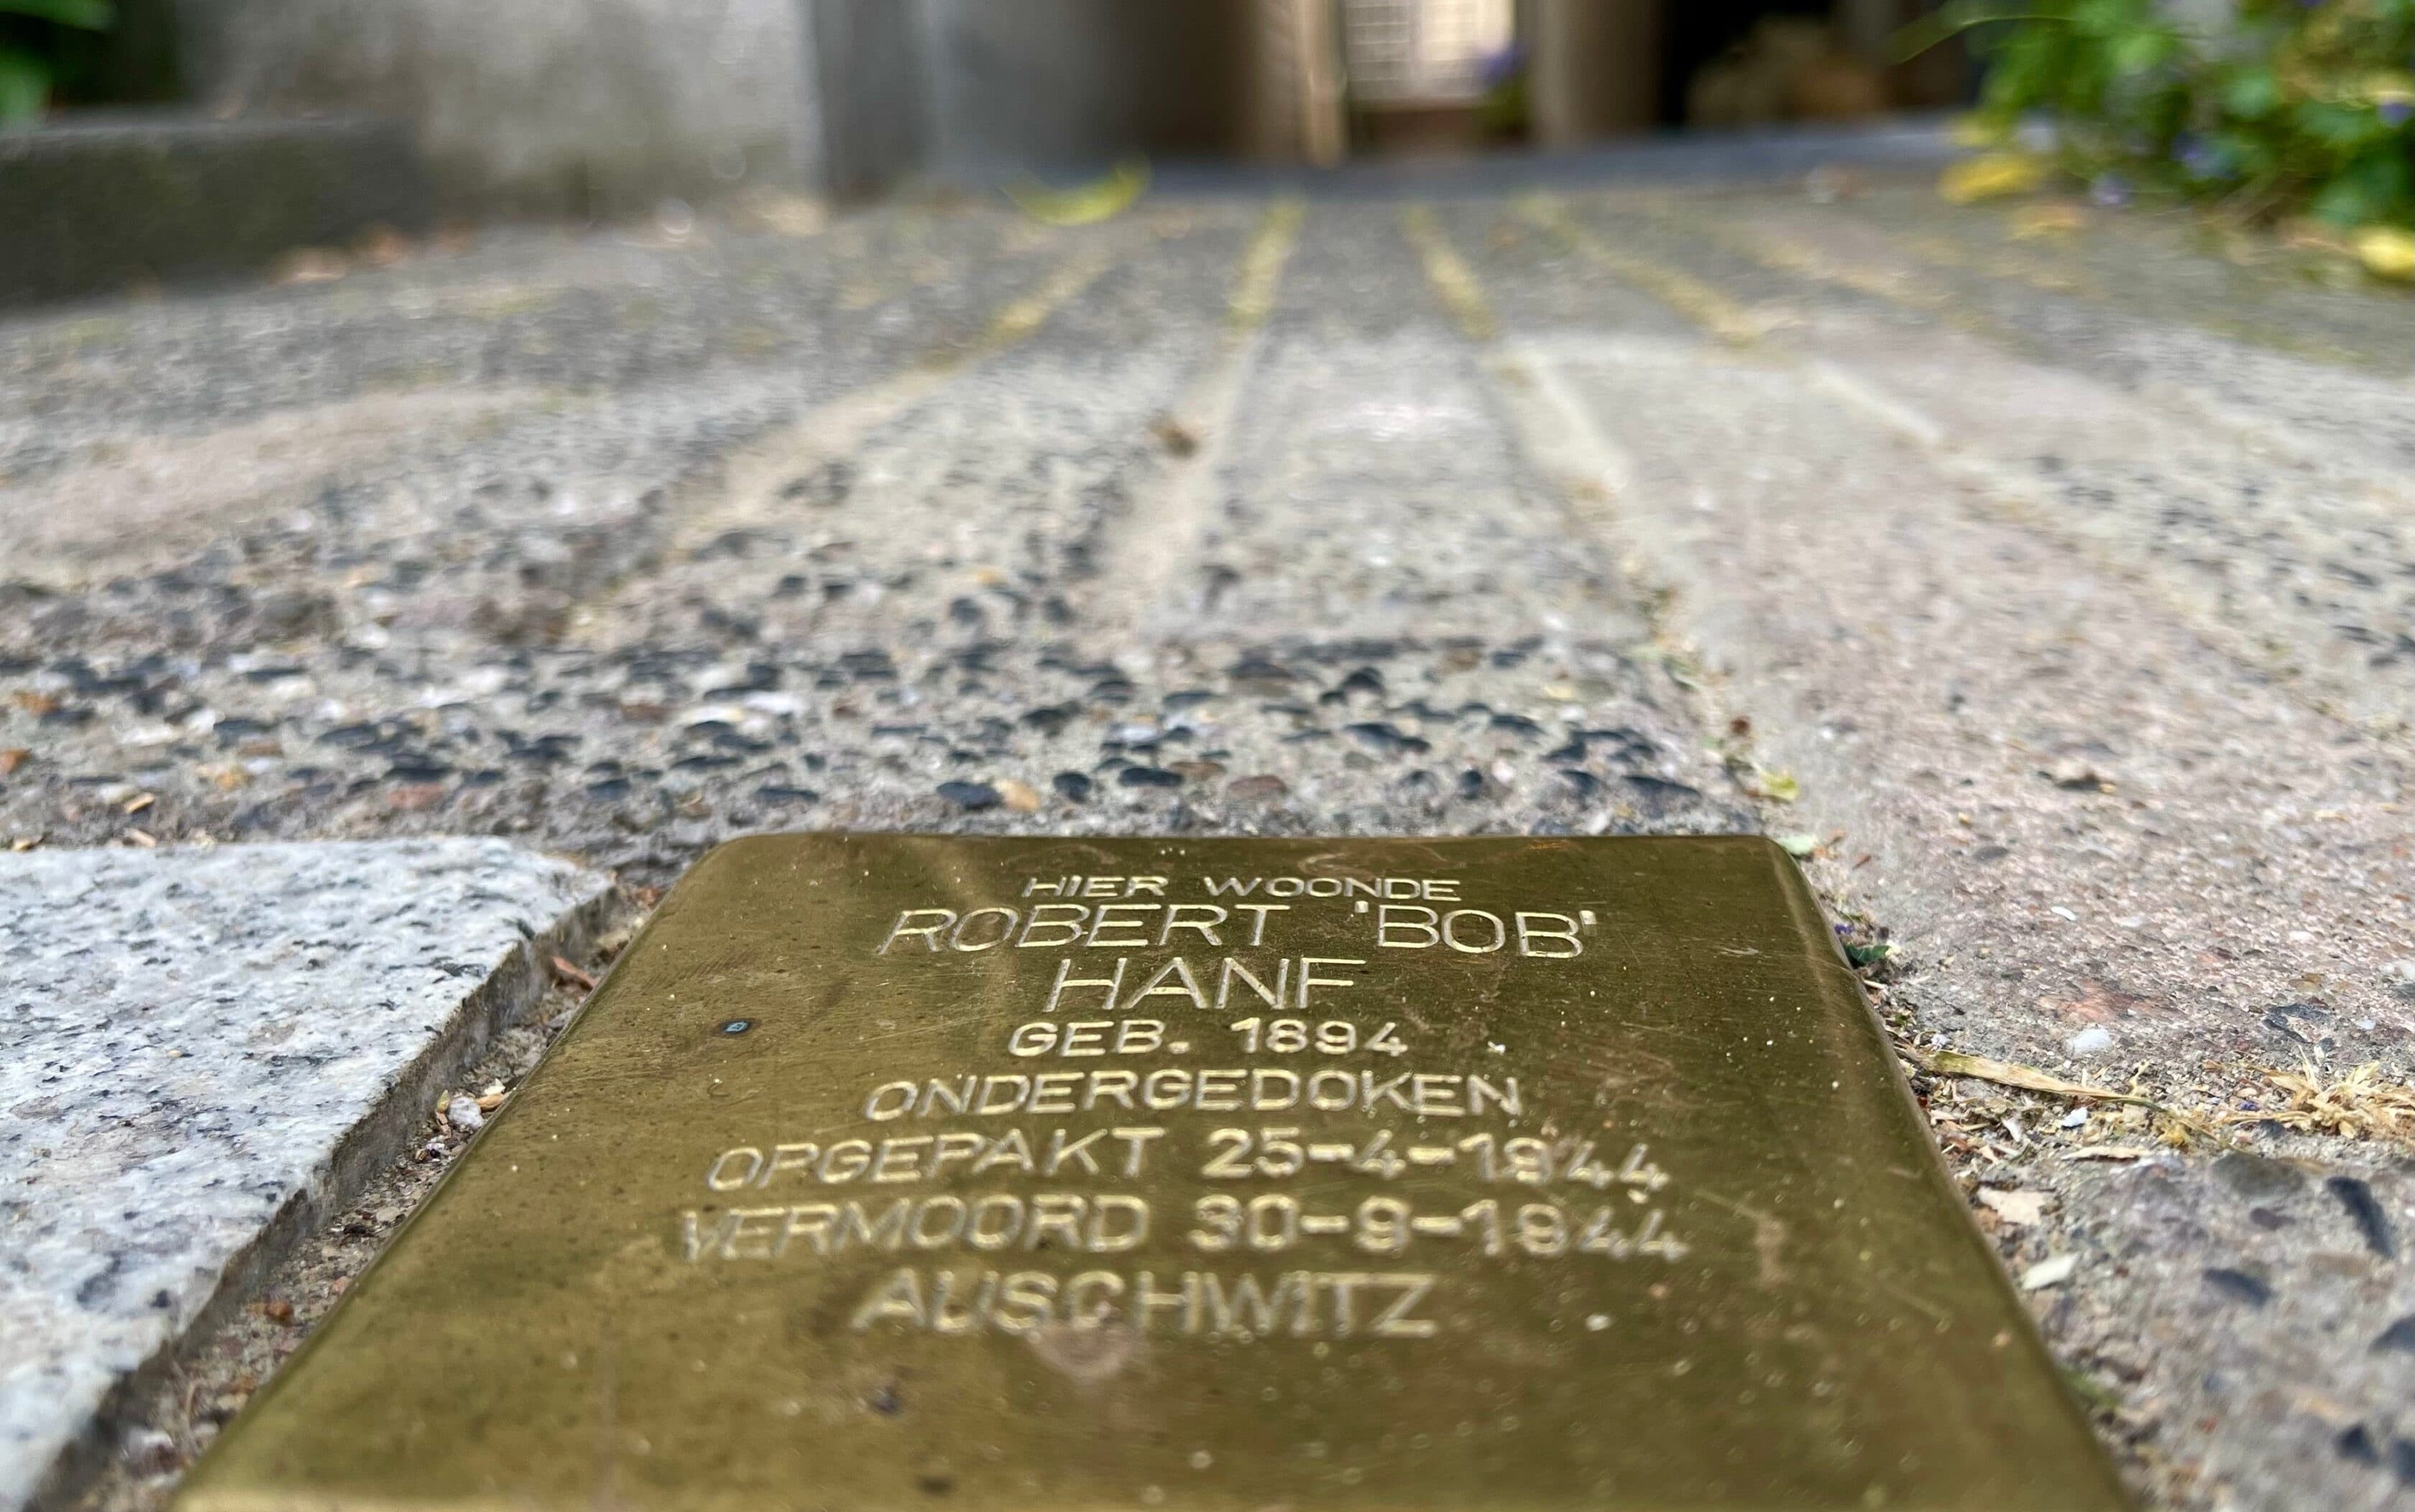 HIER WOONDE
ROBERT 'BOB'
HANF
GEB. 1894
ONDERGEDOKEN
OPGEPAKT 25-4-1944
VERMOORD 30-9-1944
AUSCHWITZ